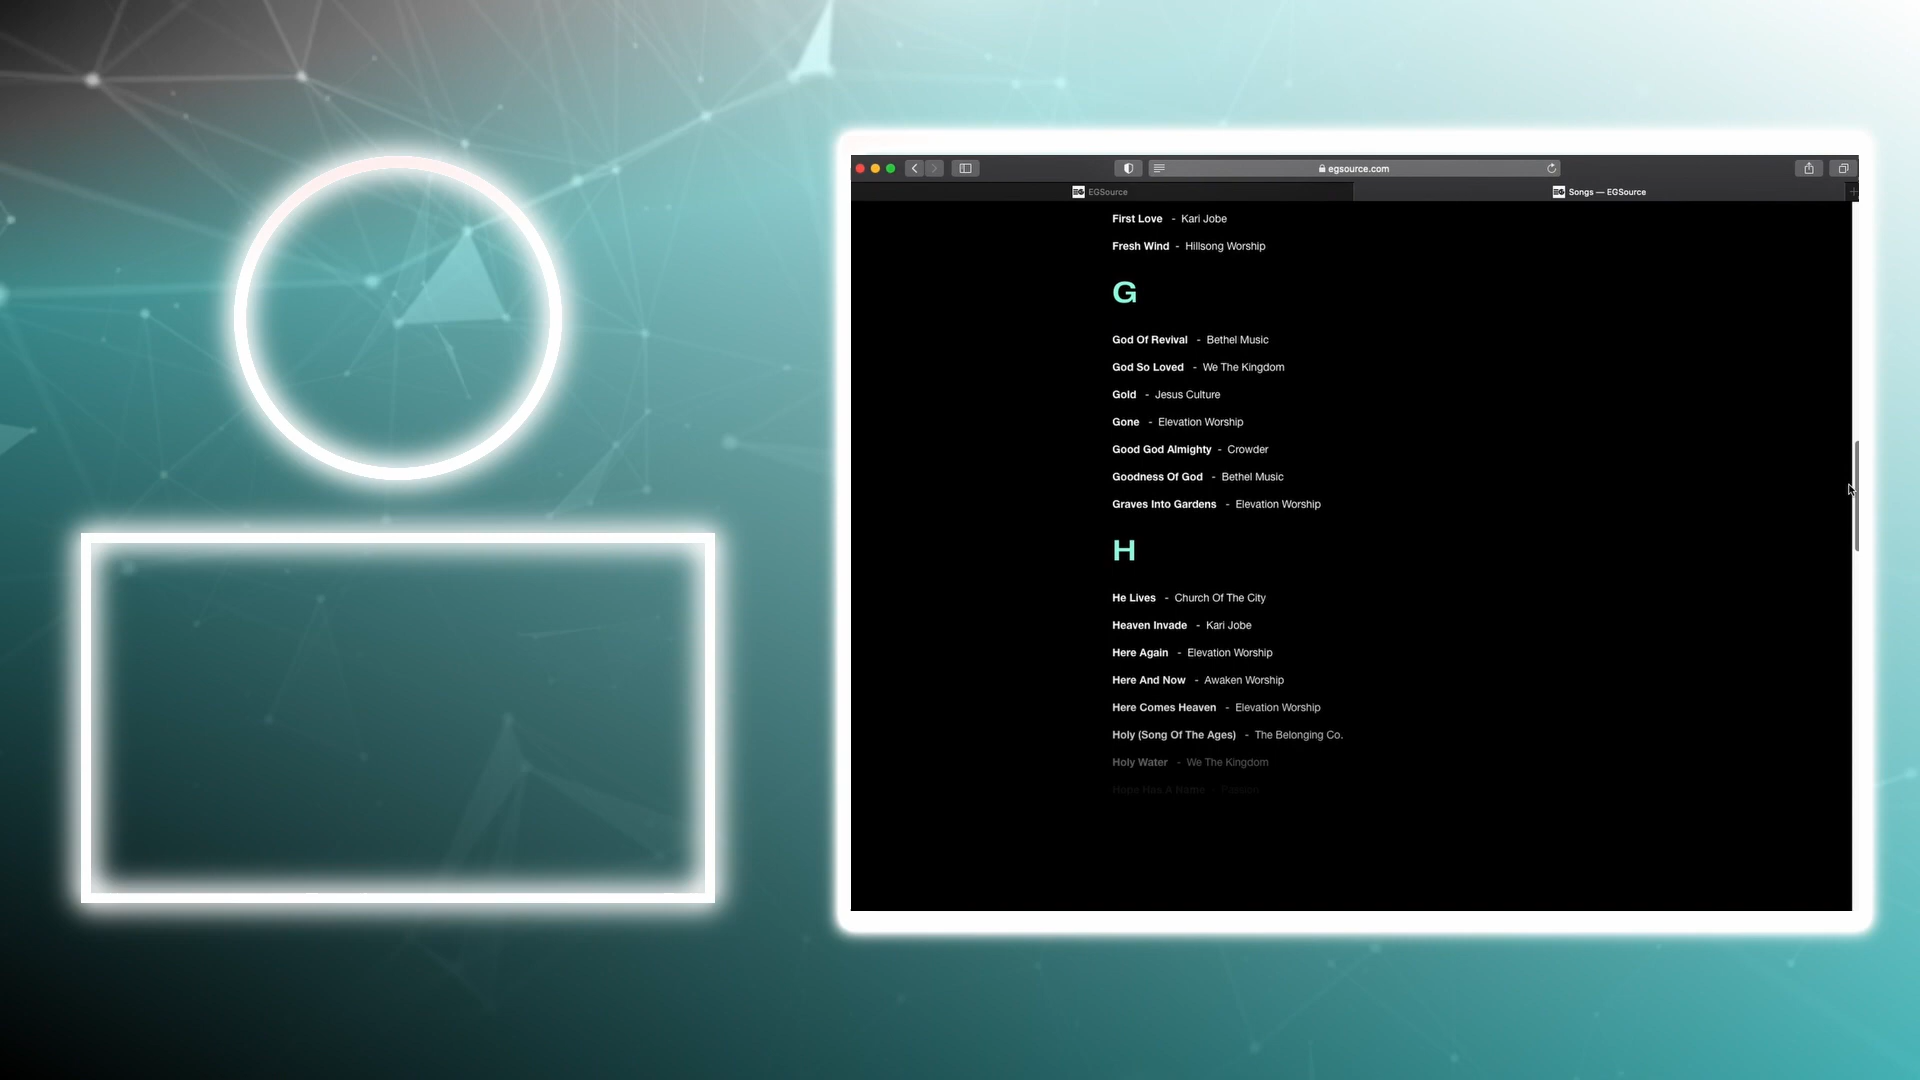 egsource.com
EGSource
Songs — EGSource
First Love - Kari Jobe
Fresh Wind - Hillsong Worship
G
God Of Revival - Bethel Music
God So Loved - We The Kingdom
Gold - Jesus Culture
Gone - Elevation Worship
Good God Almighty - Crowder
Goodness Of God - Bethel Music
Graves Into Gardens - Elevation Worship
H
He Lives - Church Of The City
Heaven Invade - Kari Jobe
Here Again - Elevation Worship
Here And Now - Awaken Worship
Here Comes Heaven - Elevation Worship
Holy (Song Of The Ages) - The Belonging Co.
Holy Water - We The Kingdom
Hope Has A Name - Passion